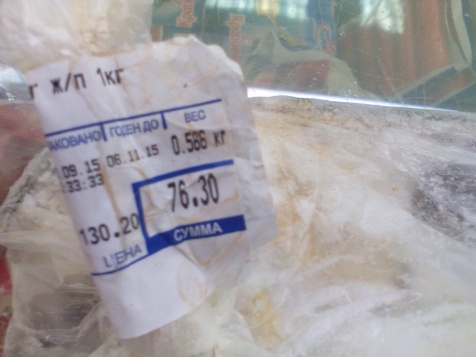 г Ж/П 1кг
АКОВАНО ГОДЕН ДО ВЕС
.09.15 06.11.15 0.586 кг
:33:33
76.30
130.20
СУММА
ЦЕНА